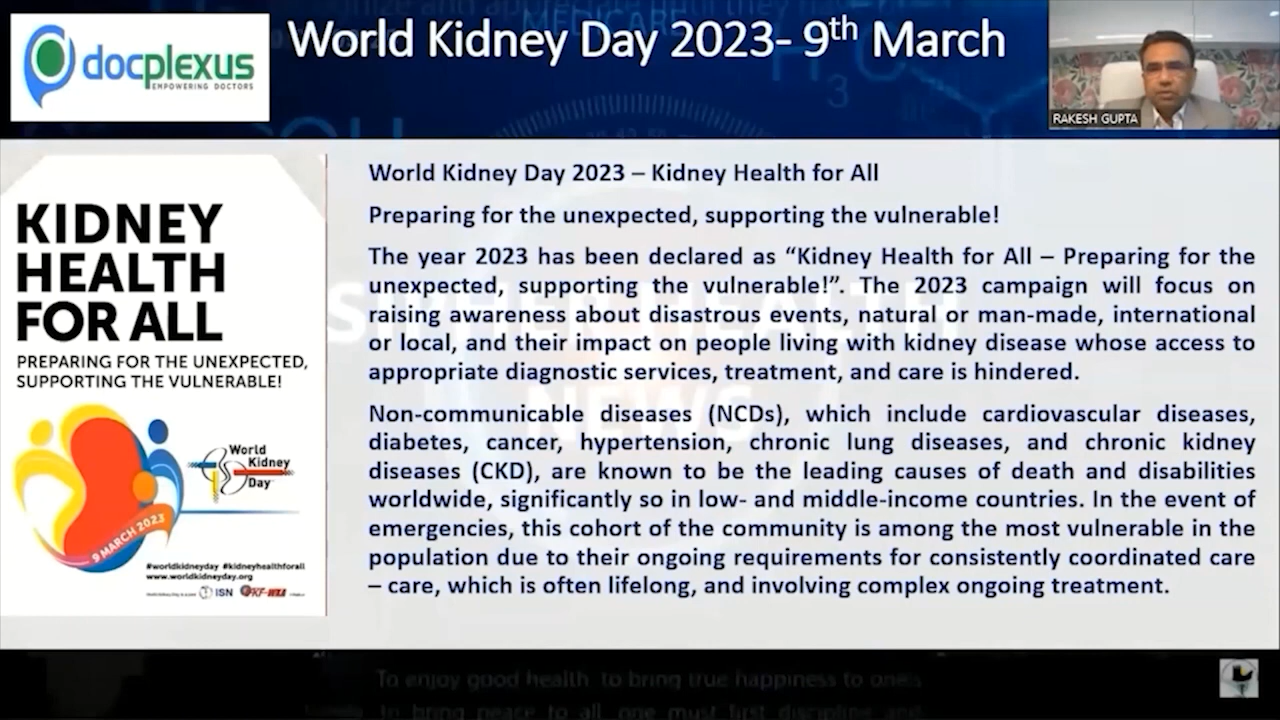 docplexus
EMPOWERING DOCTORS
World Kidney Day 2023- 9th March
MEDICARE
RAKESH GUPTA
KIDNEY
HEALTH
FOR ALL
PREPARING FOR THE UNEXPECTED,
SUPPORTING THE VULNERABLE!
World
Kidney
Day
9 MARCH 2023
#worldkidneyday #kidneyhealthforall
www.worldkidneyday.org
ISN
World Kidney Day 2023 – Kidney Health for All
Preparing for the unexpected, supporting the vulnerable!
The year 2023 has been declared as “Kidney Health for All – Preparing for the
unexpected, supporting the vulnerable!”. The 2023 campaign will focus on
raising awareness about disastrous events, natural or man-made, international
or local, and their impact on people living with kidney disease whose access to
appropriate diagnostic services, treatment, and care is hindered.
Non-communicable diseases (NCDs), which include cardiovascular diseases,
diabetes, cancer, hypertension, chronic lung diseases, and chronic kidney
diseases (CKD), are known to be the leading causes of death and disabilities
worldwide, significantly so in low- and middle-income countries. In the event of
emergencies, this cohort of the community is among the most vulnerable in the
population due to their ongoing requirements for consistently coordinated care
– care, which is often lifelong, and involving complex ongoing treatment.
HEALTH
NEWS
To enjoy good health, to bring true happiness to one's
to bring peace to all, one must first discipline and